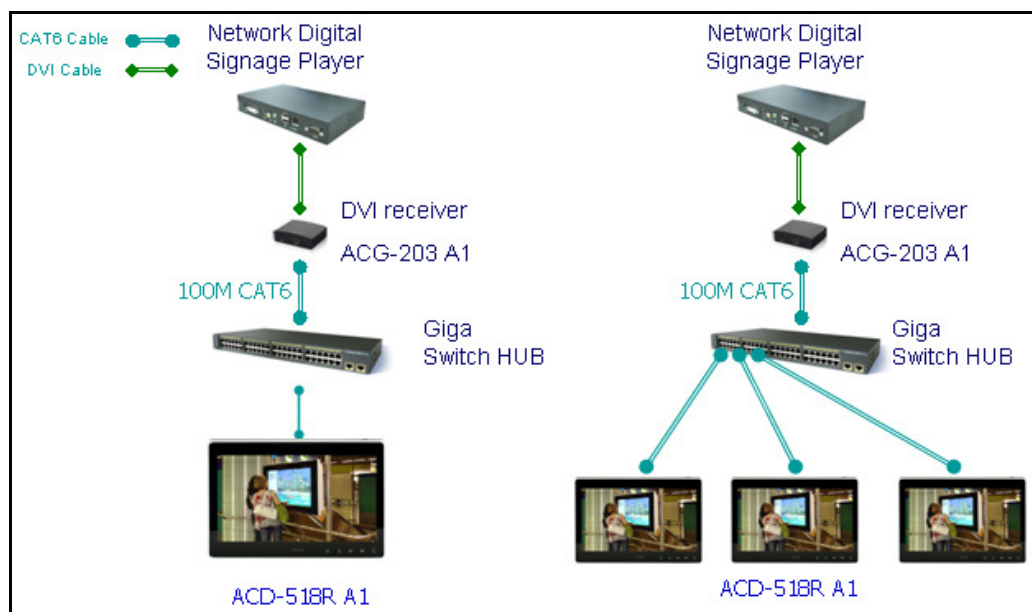 CAT6 Cable
DVI Cable
Network Digital
Signage Player
DVI receiver
ACG-203 A1
100M CAT6
Giga
Switch HUB
ACD-518R A1
Network Digital
Signage Player
DVI receiver
ACG-203 A1
100M CAT6
Giga
Switch HUB
ACD-518R A1